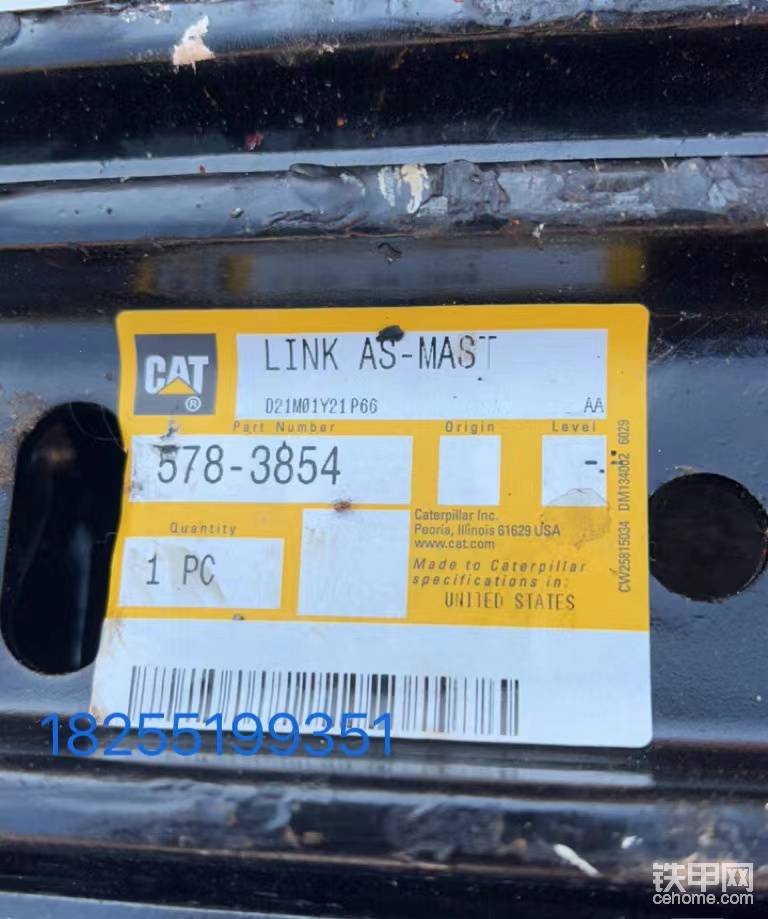 CAT
®
LINK AS-MAST
D21M01Y21P66
AA
Part Number
Origin
Level
578-3854
-
Quantity
1 PC
Caterpillar Inc.
Peoria, Illinois 61629 USA
www.cat.com
Made to Caterpillar
specifications in:
UNITED STATES
CW25815034 DM134002 6029
18255199351
铁甲网
cehome.com